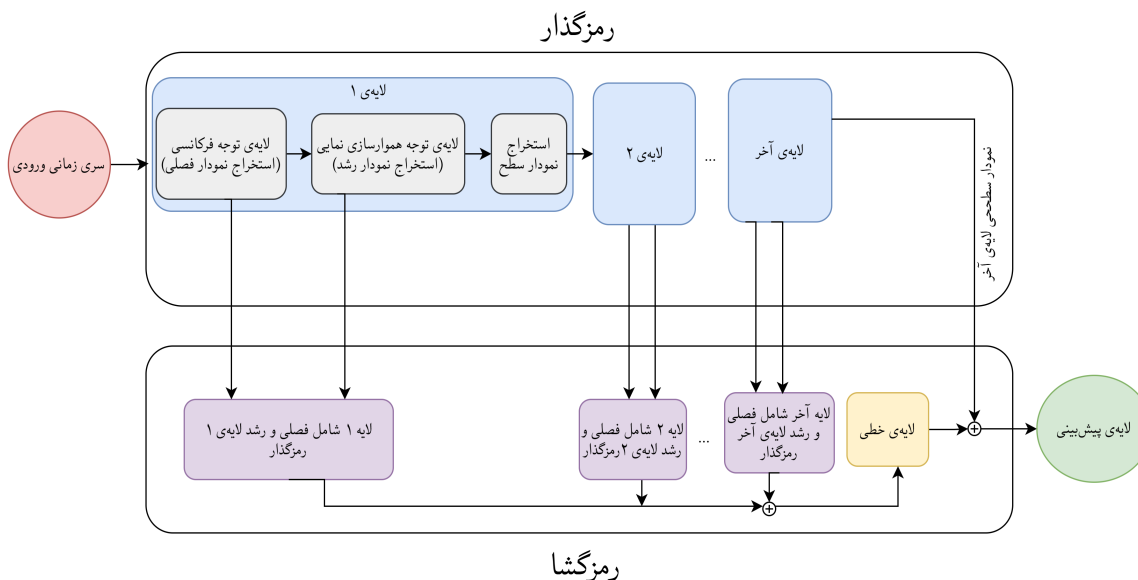 رمزگذار
سری زمانی ورودی
لایه‌ی ۱
لایه‌ی توجه فرکانسی
(استخراج نمودار فصلی)
لایه‌ی توجه هموارسازی نمایی
(استخراج نمودار رشد)
استخراج
نمودار سطح
لایه‌ی ۲
...
لایه‌ی آخر
نمودار سطححی لایه‌ی آخر
لایه ۱ شامل فصلی و رشد لایه‌ی ۱
رمزگذار
لایه ۲ شامل فصلی و
رشد لایه‌ی ۲رمزگذار
...
لایه آخر شامل فصلی
و رشد لایه‌ی آخر
رمزگذار
لایه‌ی خطی
لایه‌ی پیش‌بینی
رمزگشا